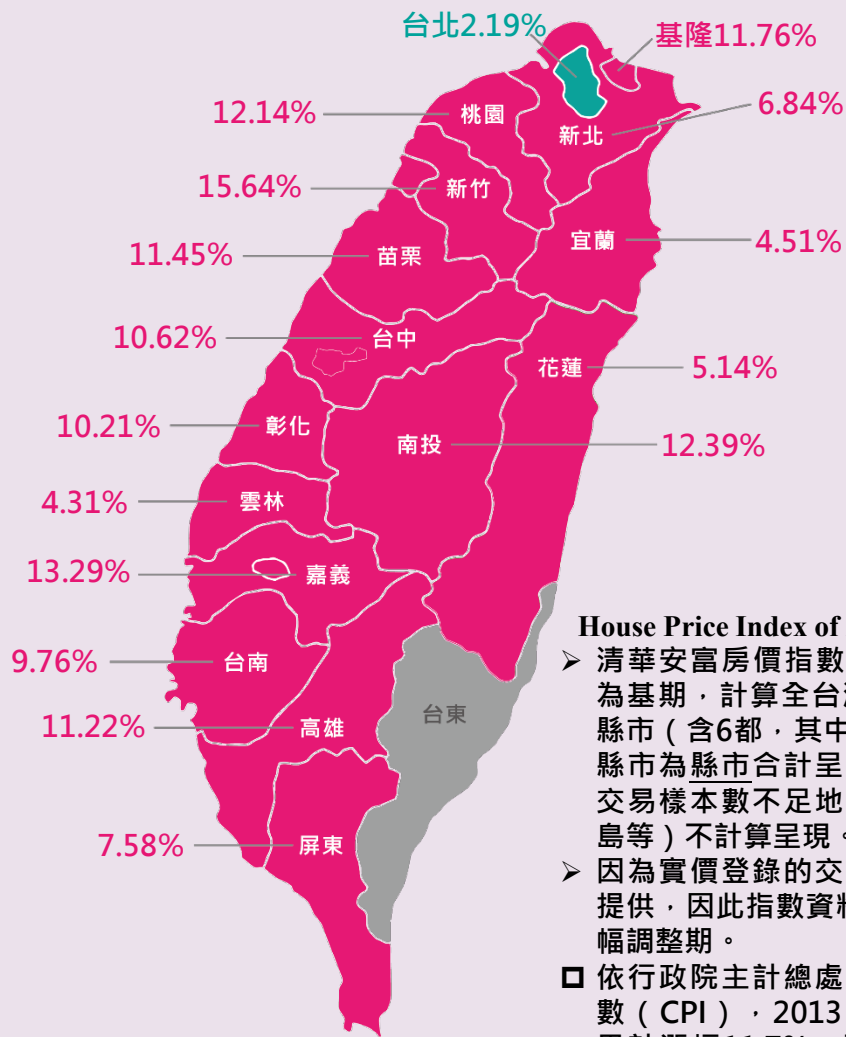 台北2.19%
基隆11.76%
12.14%
桃園
6.84%
新北
15.64%
新竹
宜蘭
4.51%
11.45%
苗栗
10.62%
台中
花蓮
5.14%
10.21%
彰化
南投
12.39%
4.31%
雲林
13.29%
嘉義
9.76%
台南
11.22%
高雄
台東
7.58%
屏東
House Price Index of
➢ 清華安富房價指數
為基期，計算全台
縣市（含6都，其中
縣市為縣市合計呈
交易樣本數不足地
島等）不計算呈現。
➢ 因為實價登錄的交
提供，因此指數資
幅調整期。
❑ 依行政院主計總處
數（CPI），2013